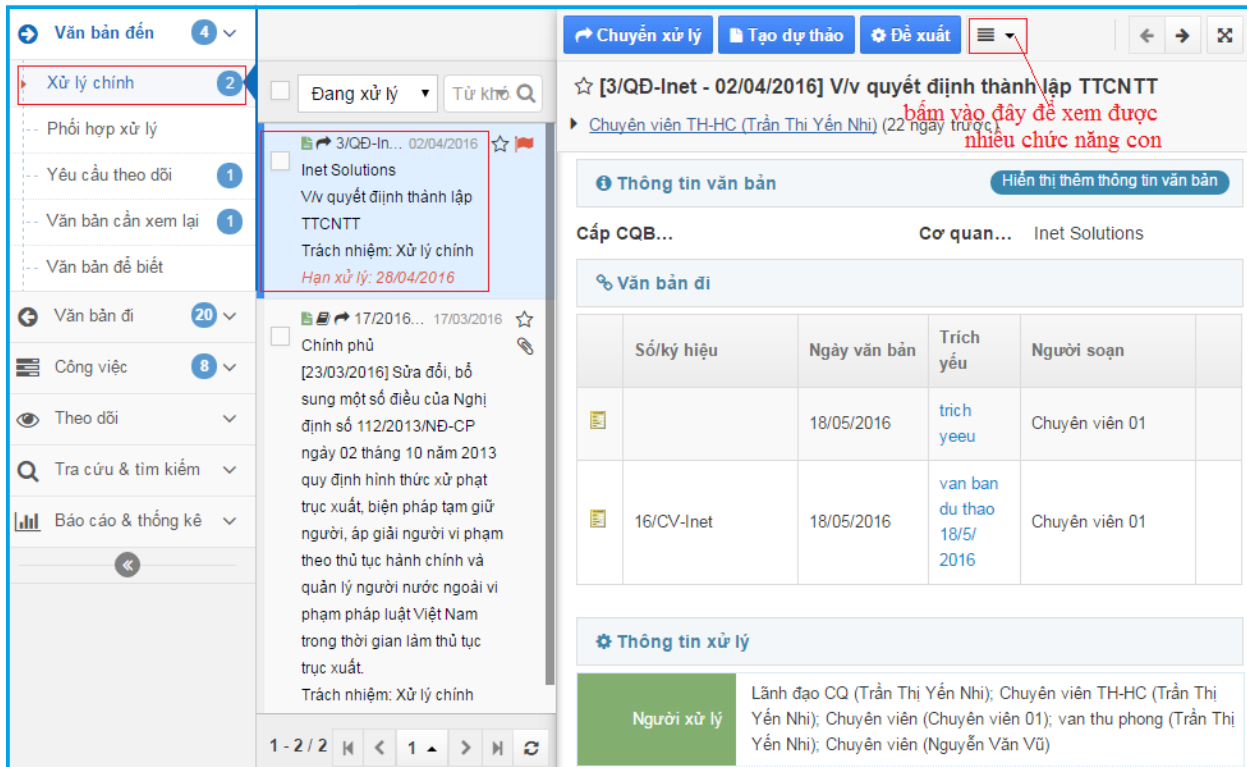 Văn bản đến 4
Xử lý chính 2
Phối hợp xử lý
Yêu cầu theo dõi 1
Văn bản cần xem lại 1
Văn bản để biết
Văn bản đi 20
Công việc 8
Theo dõi
Tra cứu & tìm kiếm
Báo cáo & thống kê
Đang xử lý
Từ khó
3/QĐ-In... 02/04/2016
Inet Solutions
V/v quyết địịnh thành lập
TTCNTT
Trách nhiệm: Xử lý chính
Hạn xử lý: 28/04/2016
17/2016... 17/03/2016
Chính phủ
[23/03/2016] Sửa đổi, bổ
sung một số điều của Nghị
định số 112/2013/NĐ-CP
ngày 02 tháng 10 năm 2013
quy định hình thức xử phạt
trục xuất, biện pháp tạm giữ
người, áp giải người vi phạm
theo thủ tục hành chính và
quản lý người nước ngoài vi
phạm pháp luật Việt Nam
trong thời gian làm thủ tục
trục xuất.
Trách nhiệm: Xử lý chính
1 - 2 / 2
1
Chuyển xử lý
Tạo dự thảo
Đề xuất
[3/QĐ-Inet - 02/04/2016] V/v quyết địịnh thành lập TTCNTT
bấm vào đây để xem được
nhiều chức năng con
Chuyên viên TH-HC (Trần Thị Yến Nhi) (22 ngày trước)
Thông tin văn bản
Hiển thị thêm thông tin văn bản
Cấp CQB...
Cơ quan... Inet Solutions
Văn bản đi
Số/ký hiệu
Ngày văn bản
Trích
yếu
Người soạn
18/05/2016
trich
yeeu
Chuyên viên 01
16/CV-Inet
18/05/2016
van ban
du thao
18/5/
2016
Chuyên viên 01
Thông tin xử lý
Người xử lý
Lãnh đạo CQ (Trần Thị Yến Nhi); Chuyên viên TH-HC (Trần Thị
Yến Nhi); Chuyên viên (Chuyên viên 01); van thu phong (Trần Thị
Yến Nhi); Chuyên viên (Nguyễn Văn Vũ)